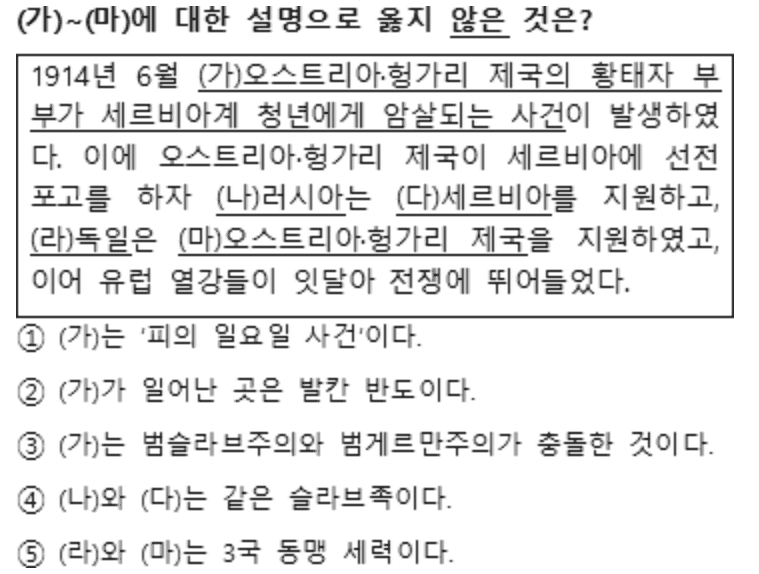 (가)~(마)에 대한 설명으로 옳지 않은 것은?
1914년 6월 (가)오스트리아·헝가리 제국의 황태자 부
부가 세르비아계 청년에게 암살되는 사건이 발생하였
다. 이에 오스트리아·헝가리 제국이 세르비아에 선전
포고를 하자 (나)러시아는 (다)세르비아를 지원하고,
(라)독일은 (마)오스트리아·헝가리 제국을 지원하였고,
이어 유럽 열강들이 잇달아 전쟁에 뛰어들었다.
① (가)는 '피의 일요일 사건'이다.
② (가)가 일어난 곳은 발칸 반도이다.
③ (가)는 범슬라브주의와 범게르만주의가 충돌한 것이다.
④ (나)와 (다)는 같은 슬라브족이다.
⑤ (라)와 (마)는 3국 동맹 세력이다.